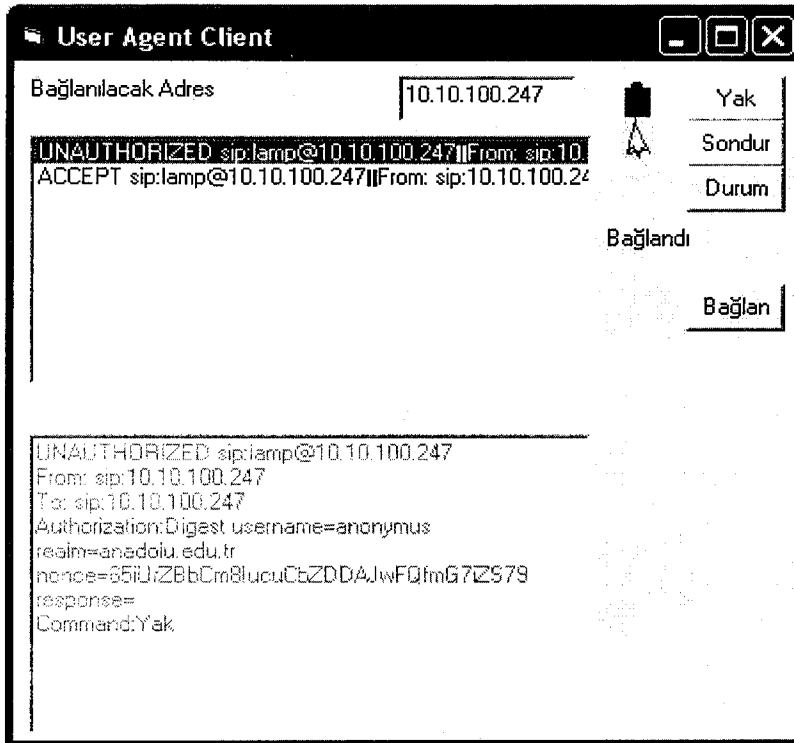 User Agent Client
Bağlanılacak Adres
10.10.100.247
Yak
Sondur
Durum
UNAUTHORIZED sip:lamp@10.10.100.247||From: sip:10.
ACCEPT sip:lamp@10.10.100.247||From: sip:10.10.100.24
Bağlandı
Bağlan
UNAUTHORIZED sip:lamp@10.10.100.247
From: sip:10.10.100.247
To: sip:10.10.100.247
Authorization:Digest username=anonymus
realm=anadolu.edu.tr
response=
Command:Yak